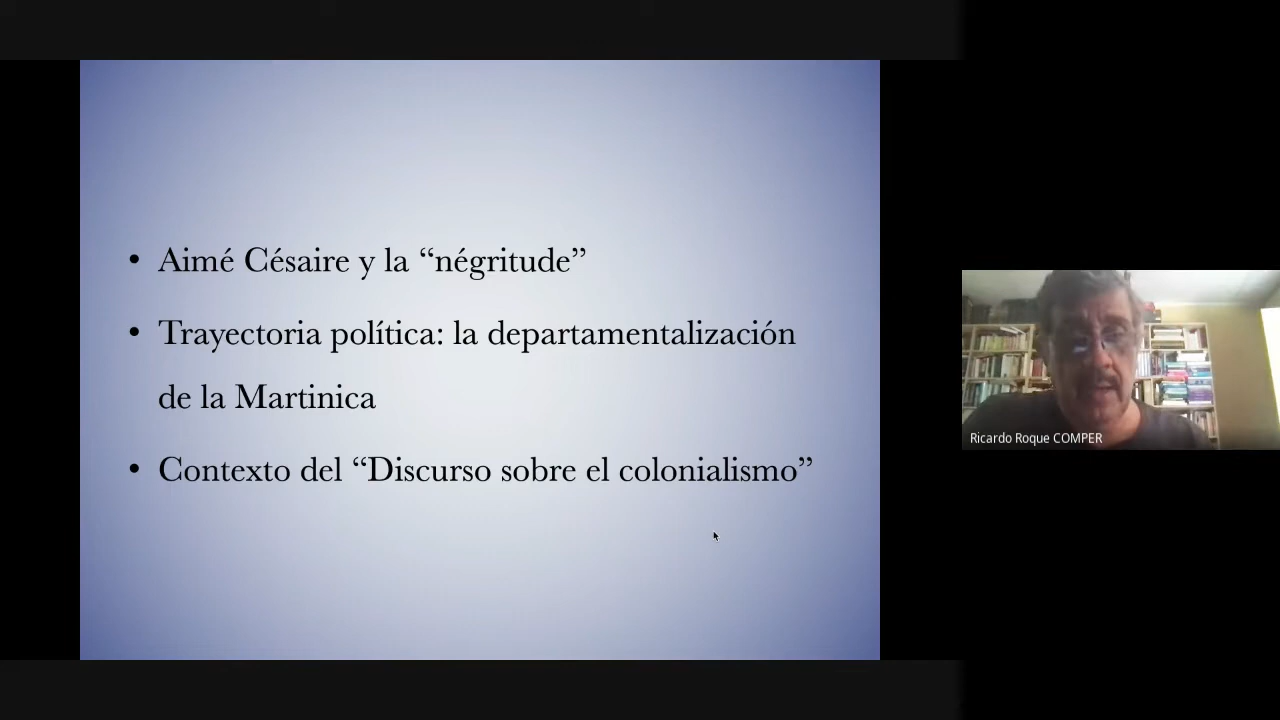 • Aimé Césaire y la “négritude”
• Trayectoria política: la departamentalización
de la Martinica
• Contexto del “Discurso sobre el colonialismo”
Ricardo Roque COMPER